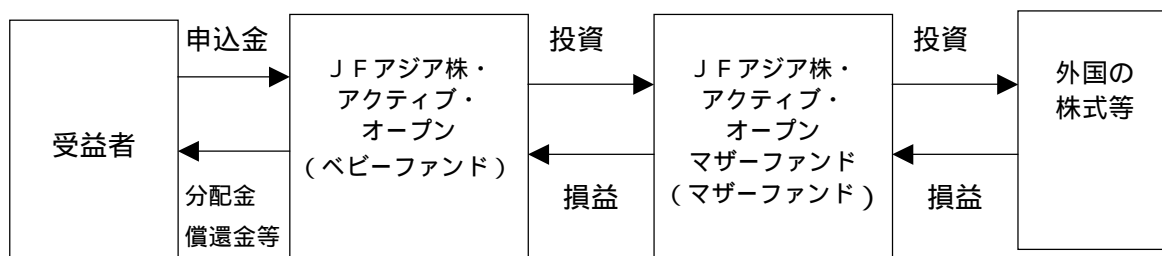 受益者
申込金
分配金
償還金等
ＪＦアジア株・
アクティブ・
オープン
（ベビーファンド）
投資
損益
ＪＦアジア株・
アクティブ・
オープン
マザーファンド
（マザーファンド）
投資
損益
外国の
株式等